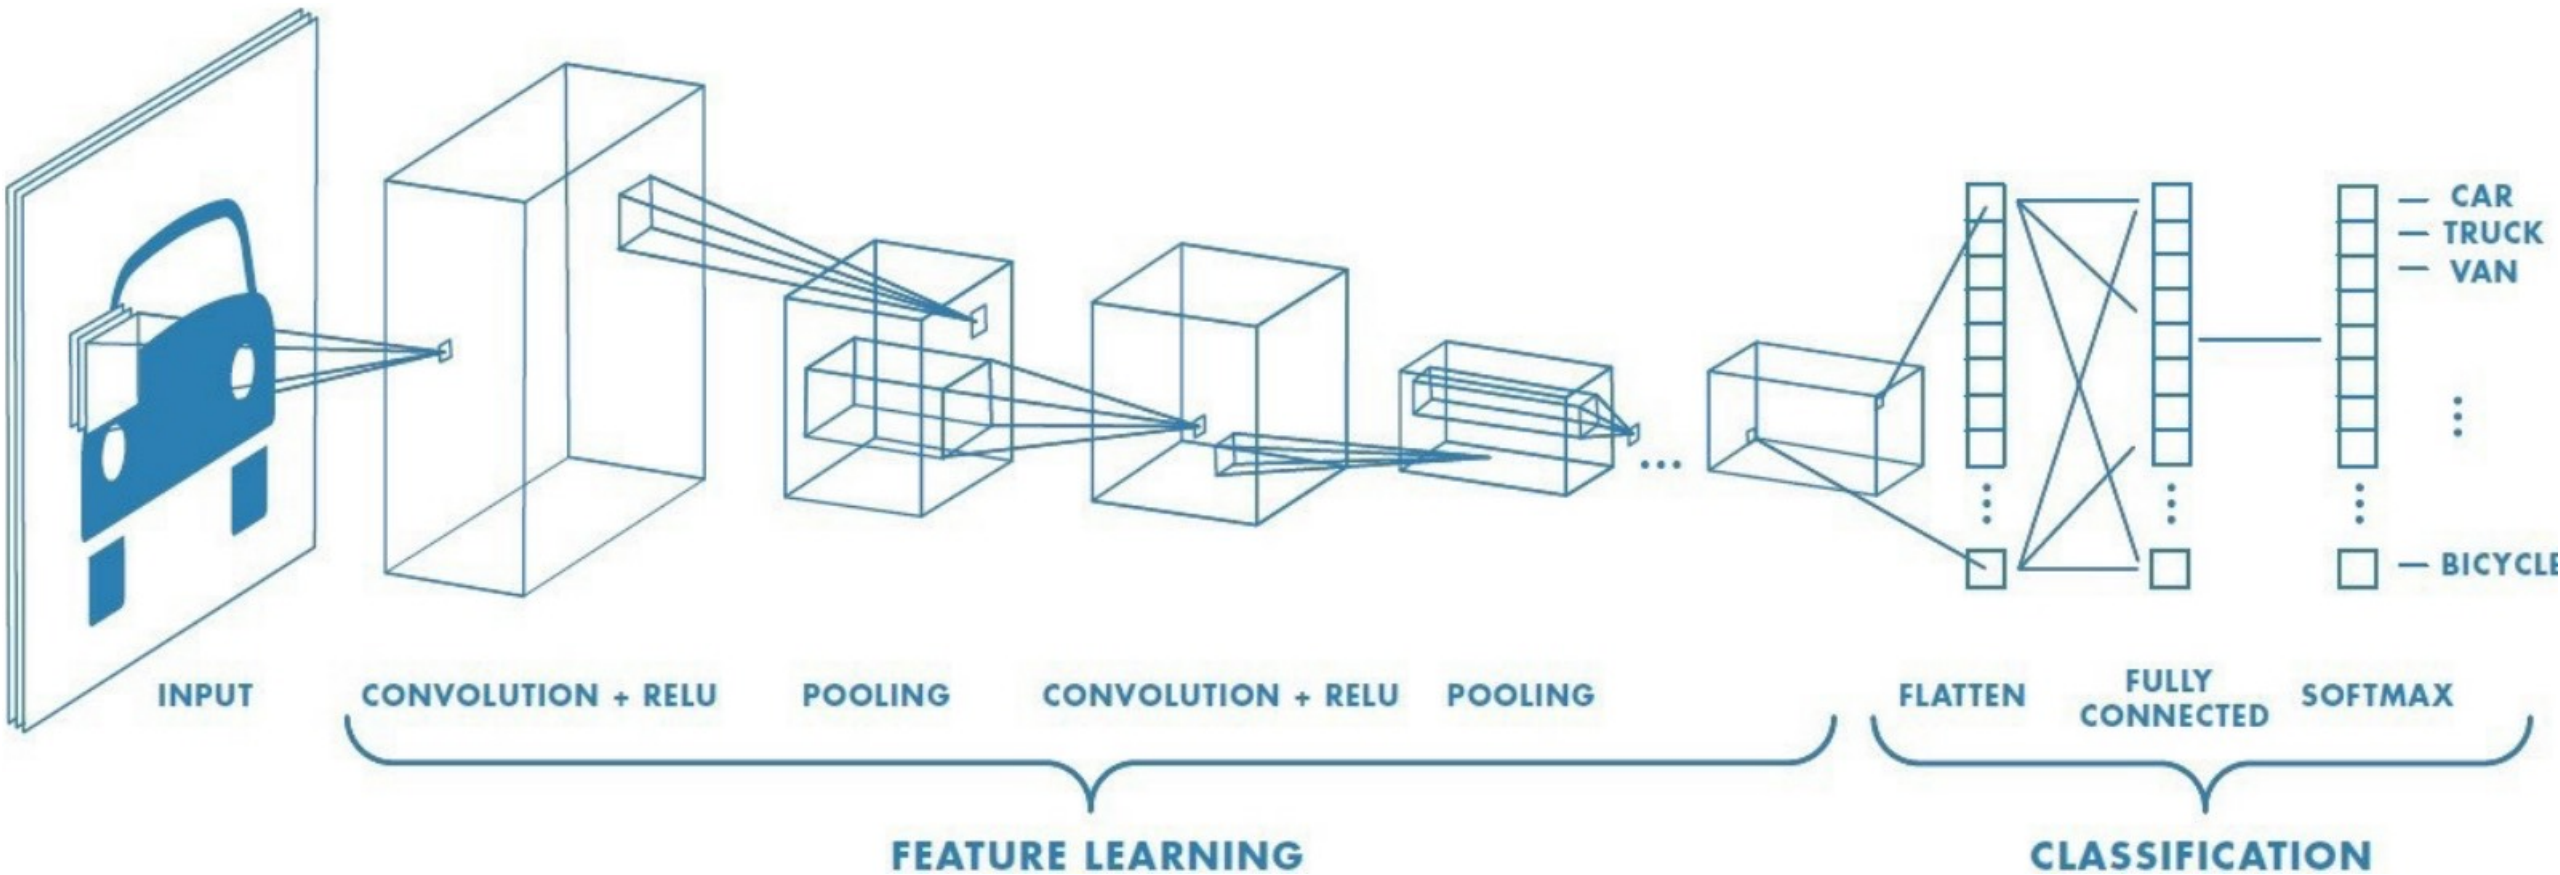 CAR
TRUCK
VAN
BICYCLE
INPUT
CONVOLUTION + RELU
POOLING
CONVOLUTION + RELU
POOLING
FLATTEN
FULLY
CONNECTED
SOFTMAX
FEATURE LEARNING
CLASSIFICATION